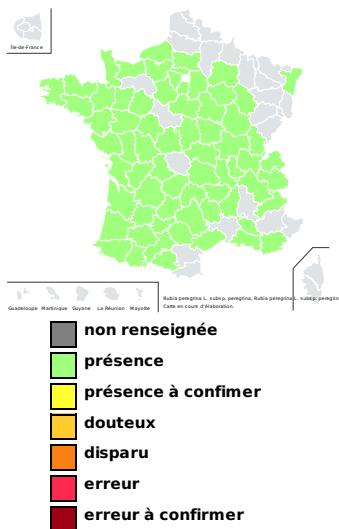 Île-de-France
Rubia peregrina L. subsp. peregrina, Rubia peregrina L. subsp. peregrin
Carte en cours d'élaboration.
Guadeloupe Martinique Guyane La Réunion Mayotte
non renseignée
présence
présence à confimer
douteux
disparu
erreur
erreur à confirmer